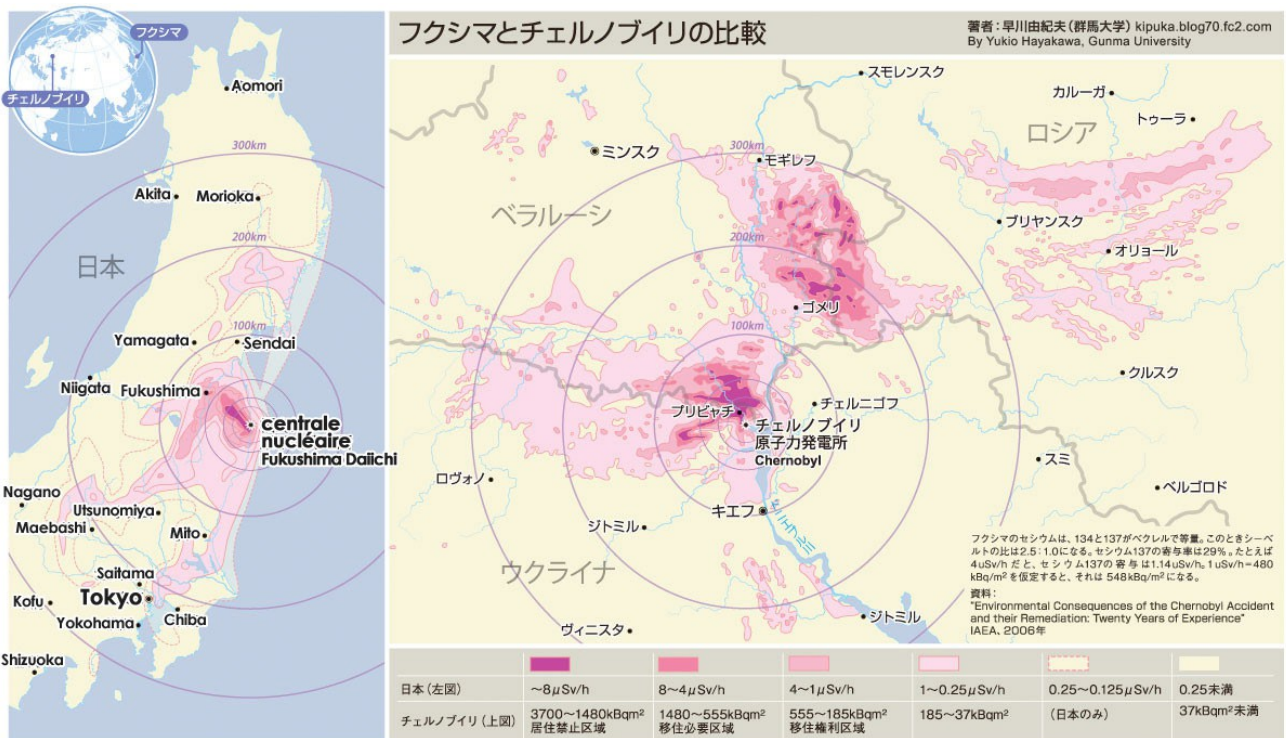 フクシマ
チェルノブイリ
フクシマとチェルノブイリの比較
著者：早川由紀夫（群馬大学） kipuka.blog70.fc2.com
By Yukio Hayakawa, Gunma University
Aomori
300km
Akita
Morioka
200km
日本
100km
Yamagata
Sendai
Niigata
Fukushima
centrale
nucléaire
Fukushima Daiichi
Nagano
Utsunomiya
Maebashi
Mito
Saitama
Tokyo
Kofu
Chiba
Yokohama
Shizuoka
スモレンスク
カルーガ
トゥーラ
ロシア
ミンスク
300km
モギレフ
ベラルーシ
ブリヤンスク
200km
オリョール
ゴメリ
100km
クルスク
プリピャチ
チェルニゴフ
チェルノブイリ
原子力発電所
Chernobyl
スミ
ロヴォノ
ベルゴロド
キエフ
ドニエプル川
ジトミル
ウクライナ
ジトミル
ヴィニスタ
フクシマのセシウムは、134と137がベクレルで等量。このときシーベ
ルトの比は2.5：1.0になる。セシウム137の寄与率は29%。たとえば
4uSv/hだと、セシウム137の寄与は1.14uSv/h。1uSv/h=480
kBq/m²を仮定すると、それは 548kBq/m²になる。
資料：
"Environmental Consequences of the Chernobyl Accident
and their Remediation: Twenty Years of Experience"
IAEA、2006年
日本（左図） ～8μSv/h 8～4μSv/h 4～1μSv/h 1～0.25μSv/h 0.25～0.125μSv/h 0.25未満
チェルノブイリ（上図） 3700～1480kBqm² 1480～555kBqm² 555～185kBqm² 185～37kBqm² （日本のみ） 37kBqm²未満
居住禁止区域 移住必要区域 移住権利区域